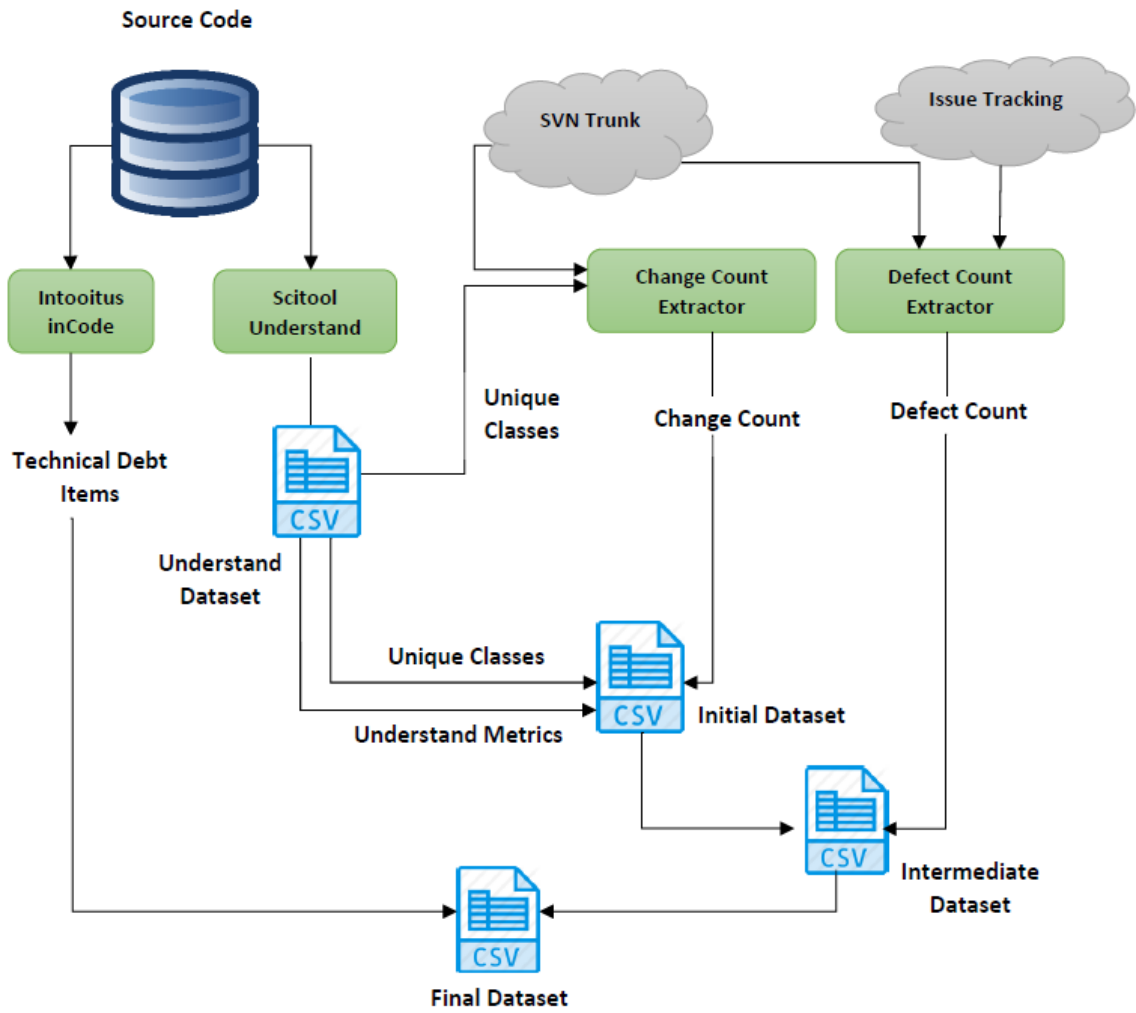 Source Code
SVN Trunk
Issue Tracking
Intooitus
inCode
Scitool
Understand
Change Count
Extractor
Defect Count
Extractor
Unique
Classes
Change Count
Defect Count
Technical Debt
Items
CSV
Understand
Dataset
Unique Classes
CSV
Initial Dataset
Understand Metrics
CSV
Intermediate
Dataset
CSV
Final Dataset